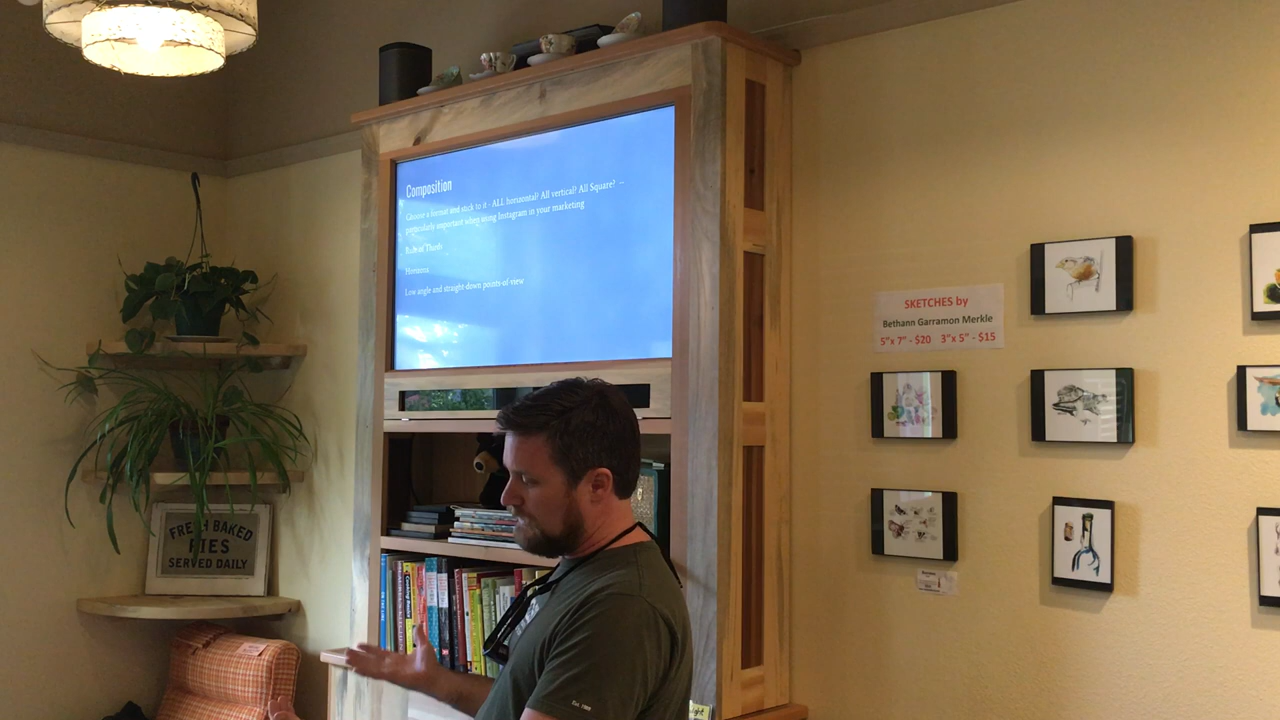 Composition
Choose a format and stick to it - ALL horizontal? All vertical? All Square? –
particularly important when using Instagram in your marketing
Rule of Thirds
Horizons
Low angle and straight-down points-of-view
SKETCHES by
Bethann Garramon Merkle
5"x 7" - $20 3"x 5" - $15
FRESH BAKED
PIES
SERVED DAILY